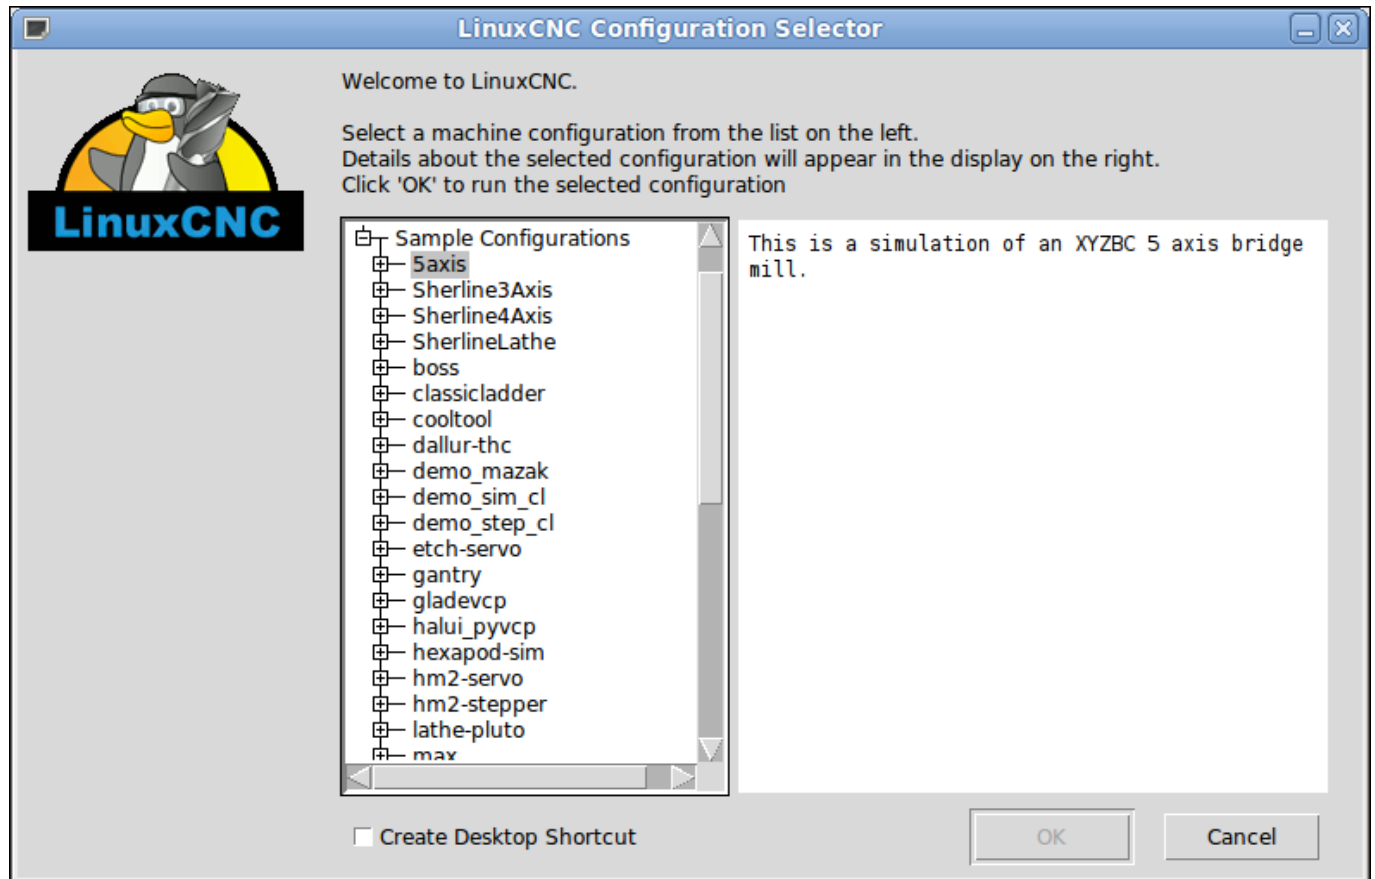 LinuxCNC Configuration Selector
LinuxCNC
Welcome to LinuxCNC.
Select a machine configuration from the list on the left.
Details about the selected configuration will appear in the display on the right.
Click 'OK' to run the selected configuration
Sample Configurations
5axis
Sherline3Axis
Sherline4Axis
SherlineLathe
boss
classicladder
cooltool
dallur-thc
demo_mazak
demo_sim_cl
demo_step_cl
etch-servo
gantry
gladevcp
halui_pyvcp
hexapod-sim
hm2-servo
hm2-stepper
lathe-pluto
max
This is a simulation of an XYZBC 5 axis bridge
mill.
Create Desktop Shortcut
OK
Cancel